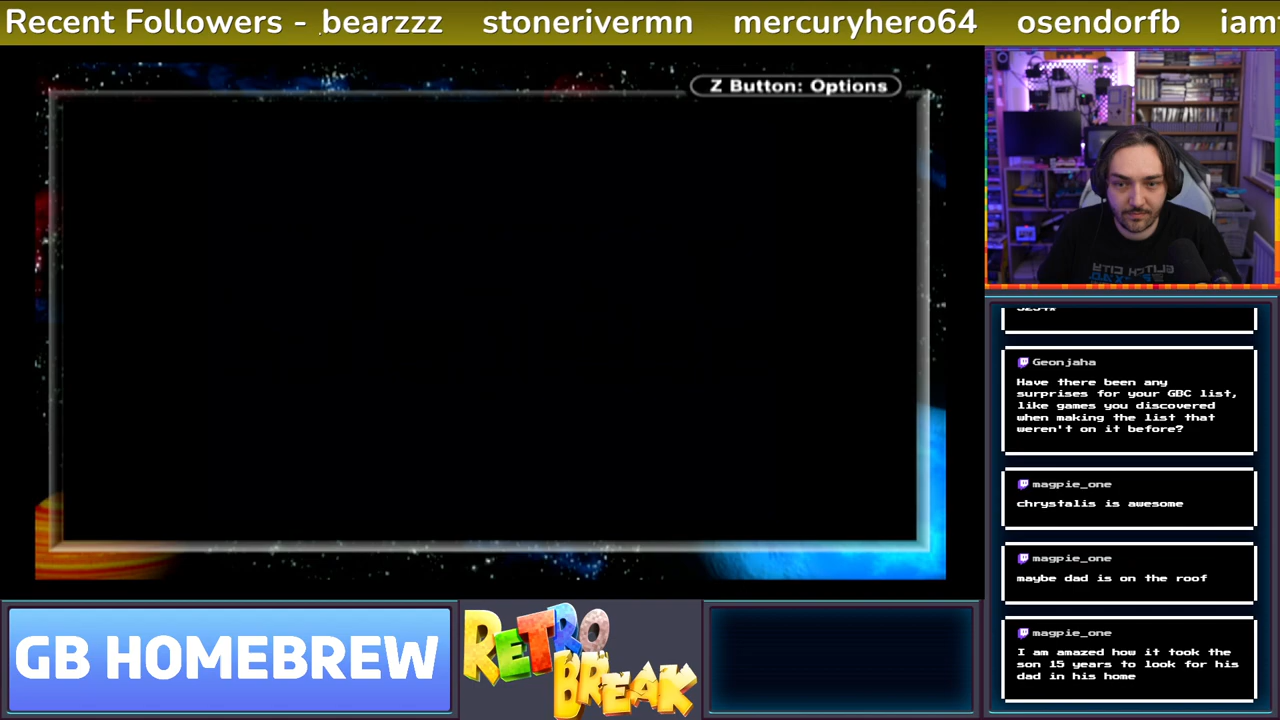 Recent Followers - .bearzzz stonerivermn mercuryhero64 osendorfb iam
Z Button: Options
Geonjaha
Have there been any
surprises for your GBC list,
like games you discovered
when making the list that
weren't on it before?
magpie_one
chrystalis is awesome
magpie_one
maybe dad is on the roof
magpie_one
I am amazed how it took the
son 15 years to look for his
dad in his home
GB HOMEBREW
RETRO
BREAK